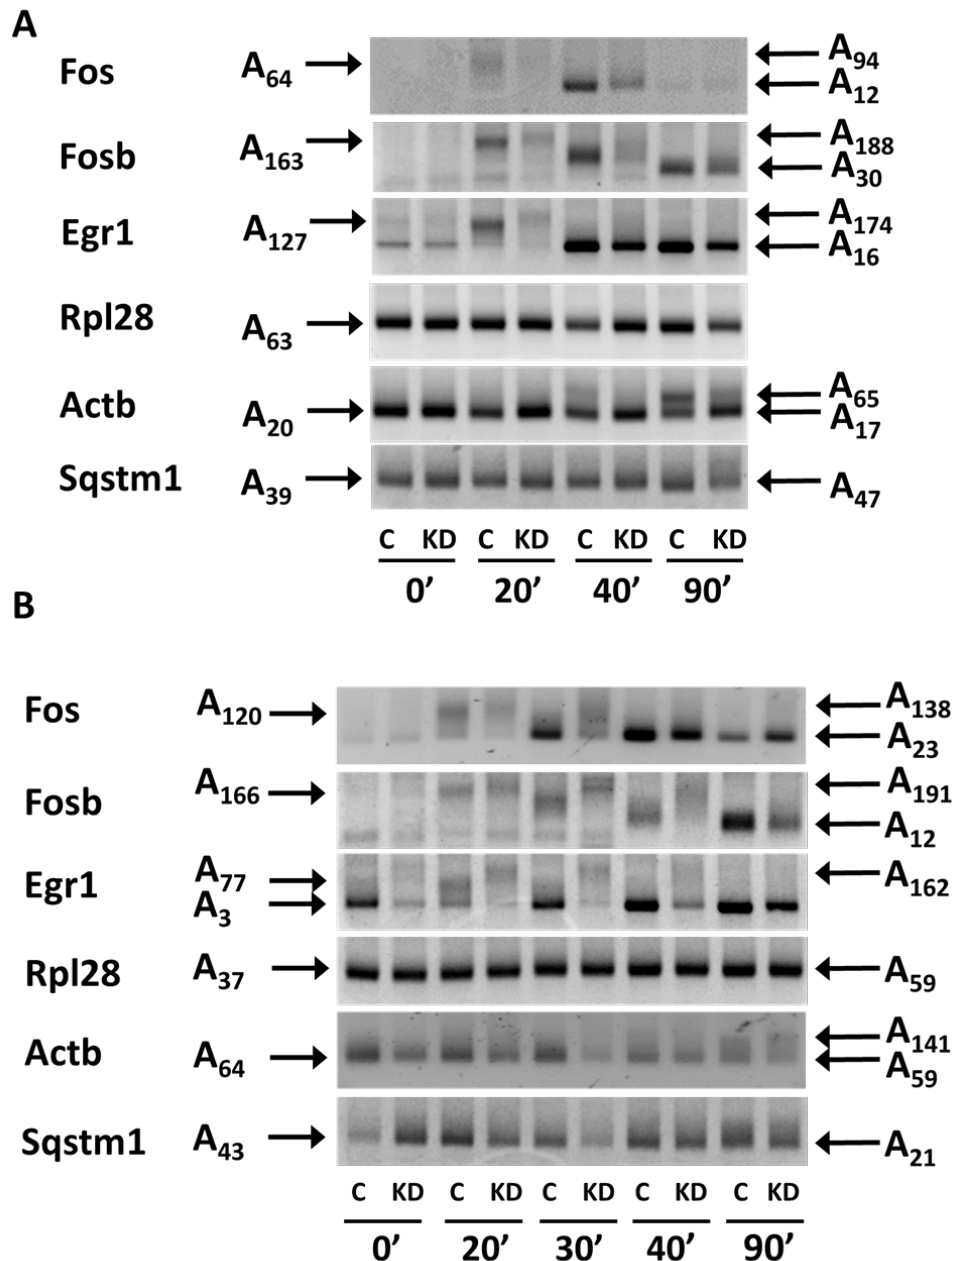 A
Fos A64 A94
A12
Fosb A163 A188
A30
Egr1 A127 A174
A16
Rpl28 A63
Actb A20 A65
A17
Sqstm1 A39 A47
C KD C KD C KD C KD
0’ 20’ 40’ 90’
B
Fos A120 A138
A23
Fosb A166 A191
A12
Egr1 A77 A162
A3
Rpl28 A37 A59
Actb A64 A141
A59
Sqstm1 A43 A21
C KD C KD C KD C KD C KD
0’ 20’ 30’ 40’ 90’